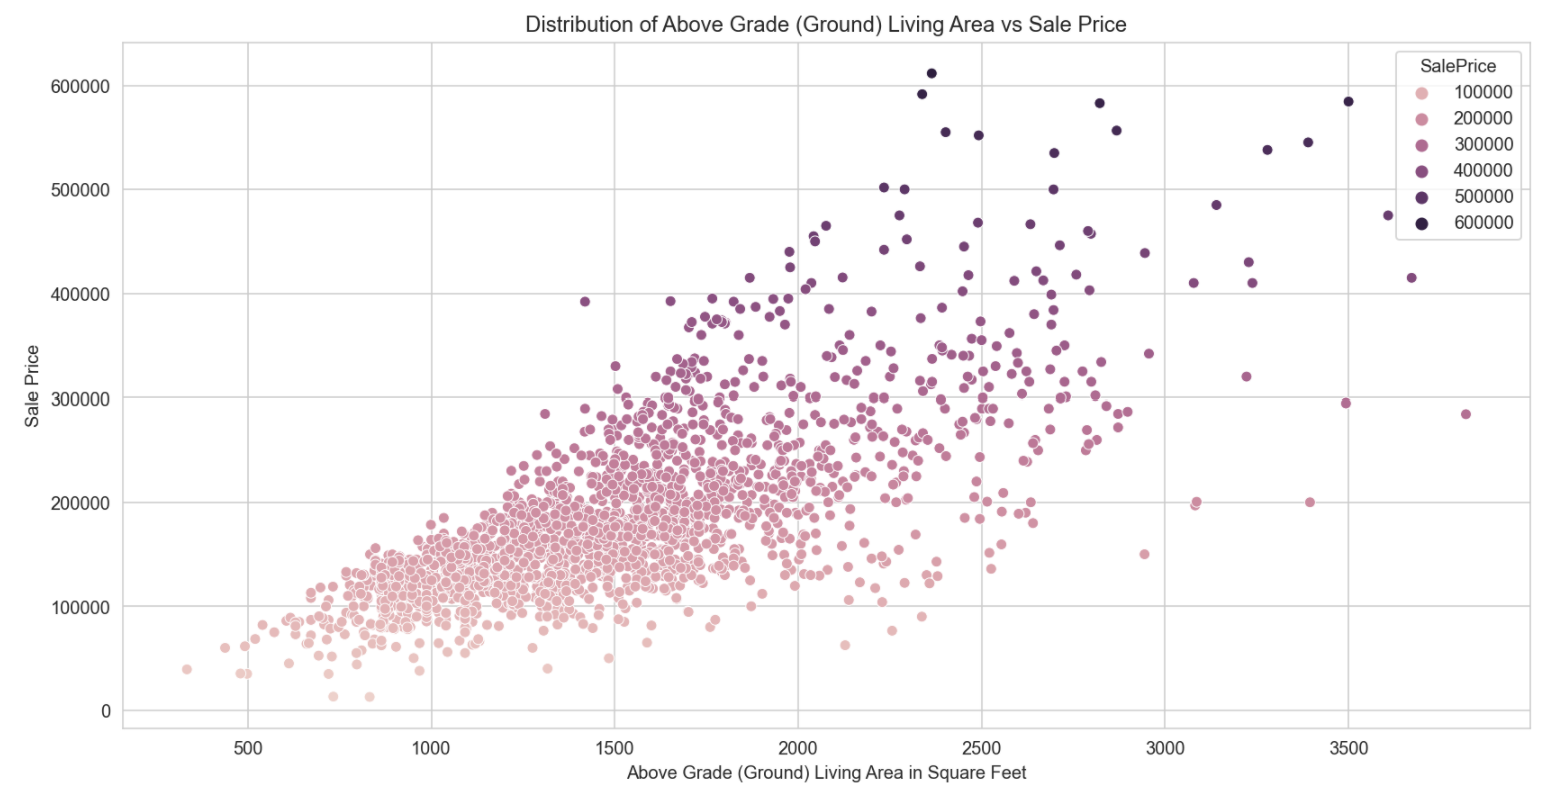 Distribution of Above Grade (Ground) Living Area vs Sale Price
SalePrice
100000
200000
300000
400000
500000
600000
Sale Price
600000
500000
400000
300000
200000
100000
0
500 1000 1500 2000 2500 3000 3500
Above Grade (Ground) Living Area in Square Feet